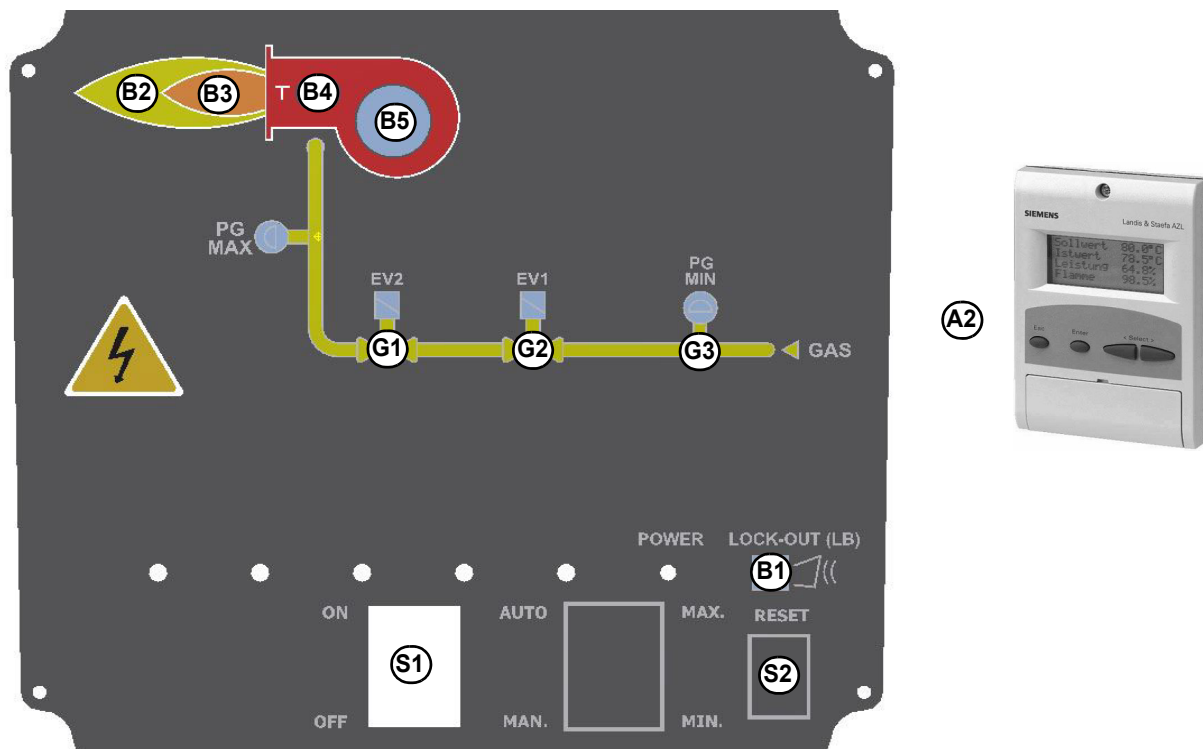 B2
B3
T
B4
B5
PG
MAX
EV2
EV1
PG
MIN
G1
G2
G3
GAS
A2
SIEMENS
Landis & Staefa AZL
Sollwert 80.0°C
Istwert 78.5°C
Leistung 64.8%
Flamme 98.5%
Esc
Enter
< Select >
POWER
LOCK-OUT (LB)
B1
ON
AUTO
MAX.
RESET
S1
S2
OFF
MAN.
MIN.